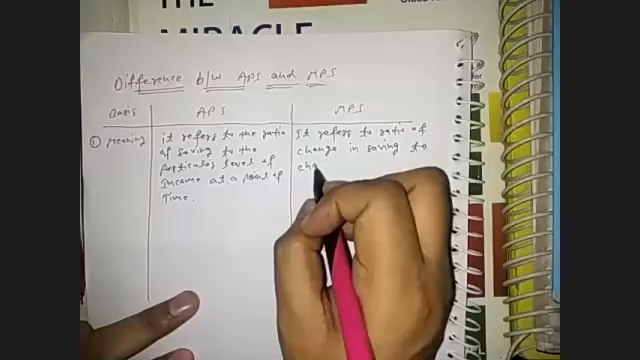 THE
MIRACLE
Difference b/w APS and MPS
Basis APS MPS
① Meaning it refers to the ratio of saving to the particular level of Income at a point of Time.
It refers to ratio of change in saving to cha